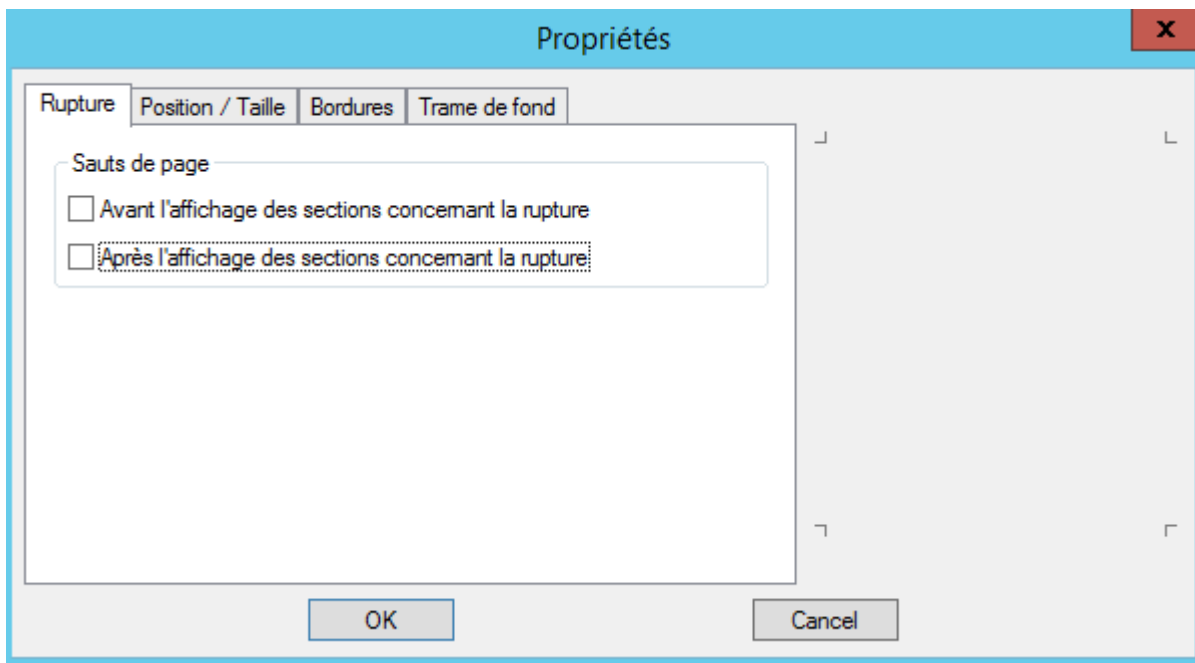 Propriétés
x
Rupture Position / Taille Bordures Trame de fond
Sauts de page
Avant l'affichage des sections concernant la rupture
Après l'affichage des sections concernant la rupture
OK Cancel